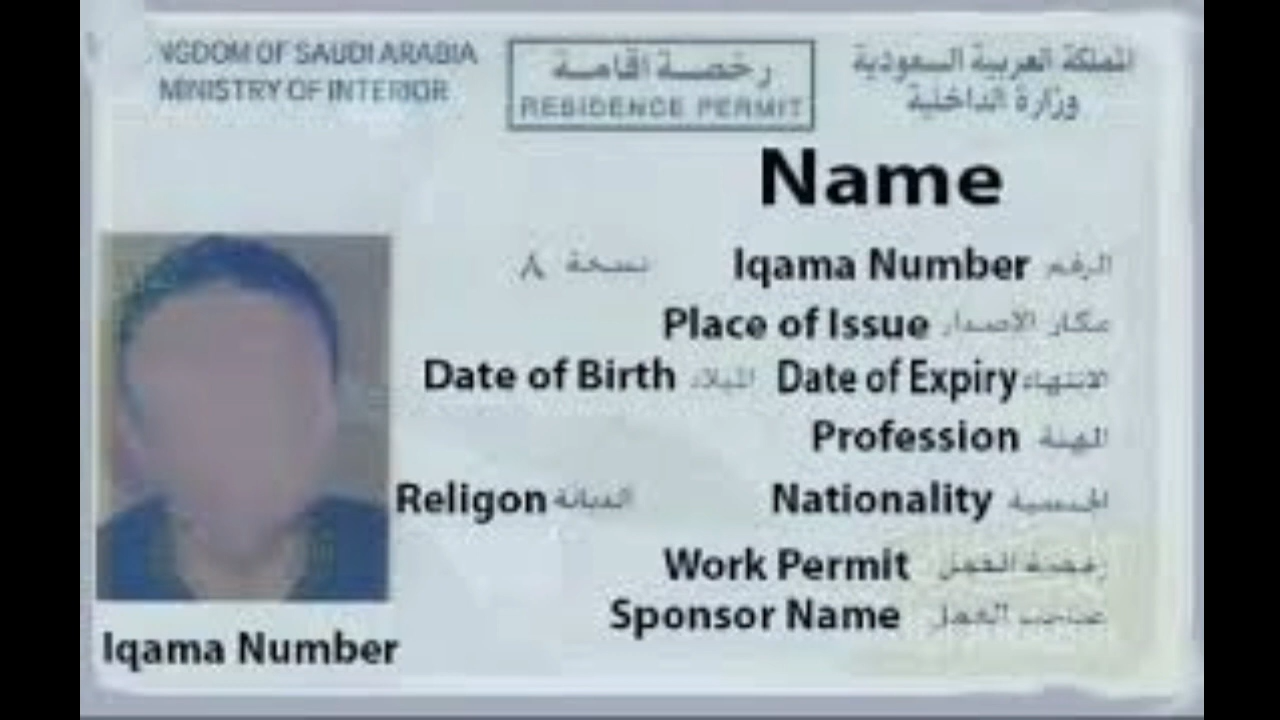 NGDOM OF SAUDI ARABIA
MINISTRY OF INTERIOR
رخصة اقامة
RESIDENCE PERMIT
المملكة العربية السعودية
وزارة الداخلية
Name
الرقم Iqama Number نسخة ٨
مكان الاصدار Place of Issue
الانتهاء Date of Expiry الميلاد Date of Birth
المهنة Profession
الجنسية Nationality الديانة Religon
رخصة العمل Work Permit
صاحب العمل Sponsor Name
Iqama Number